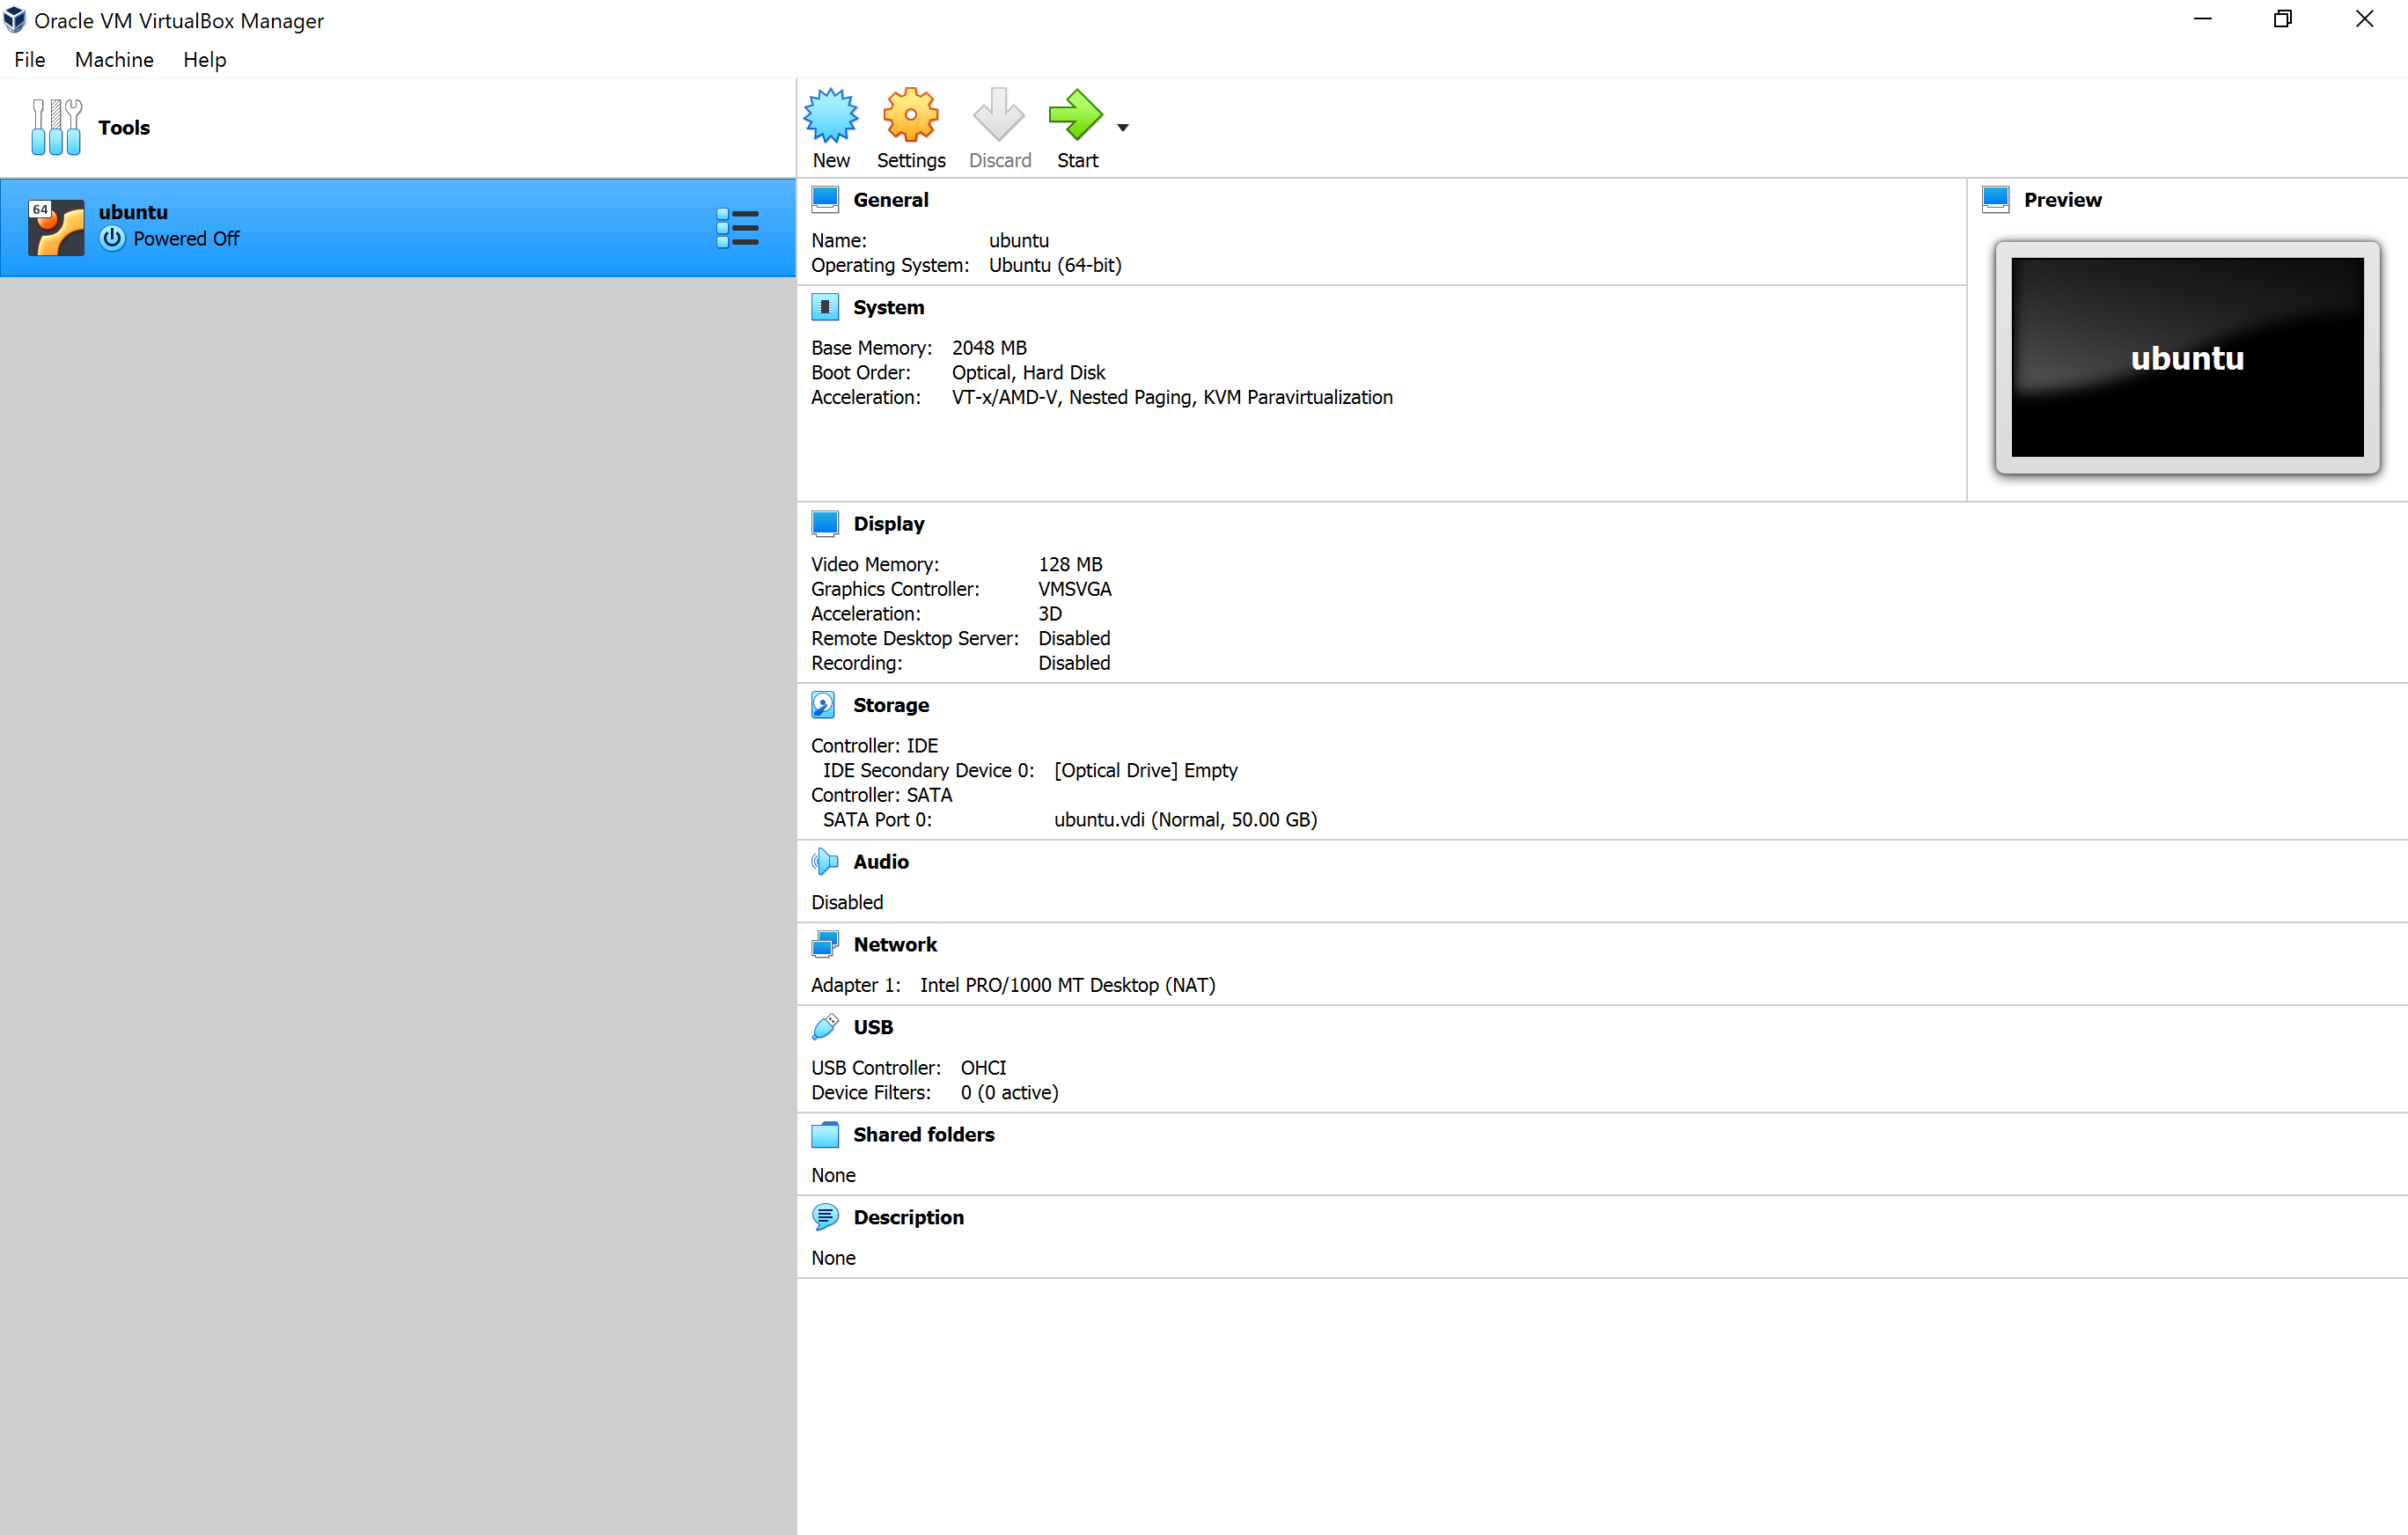 Oracle VM VirtualBox Manager
File Machine Help
Tools
New Settings Discard Start
64
ubuntu
Powered Off
General
Name: ubuntu
Operating System: Ubuntu (64-bit)
Preview
ubuntu
System
Base Memory: 2048 MB
Boot Order: Optical, Hard Disk
Acceleration: VT-x/AMD-V, Nested Paging, KVM Paravirtualization
Display
Video Memory: 128 MB
Graphics Controller: VMSVGA
Acceleration: 3D
Remote Desktop Server: Disabled
Recording: Disabled
Storage
Controller: IDE
IDE Secondary Device 0: [Optical Drive] Empty
Controller: SATA
SATA Port 0: ubuntu.vdi (Normal, 50.00 GB)
Audio
Disabled
Network
Adapter 1: Intel PRO/1000 MT Desktop (NAT)
USB
USB Controller: OHCI
Device Filters: 0 (0 active)
Shared folders
None
Description
None